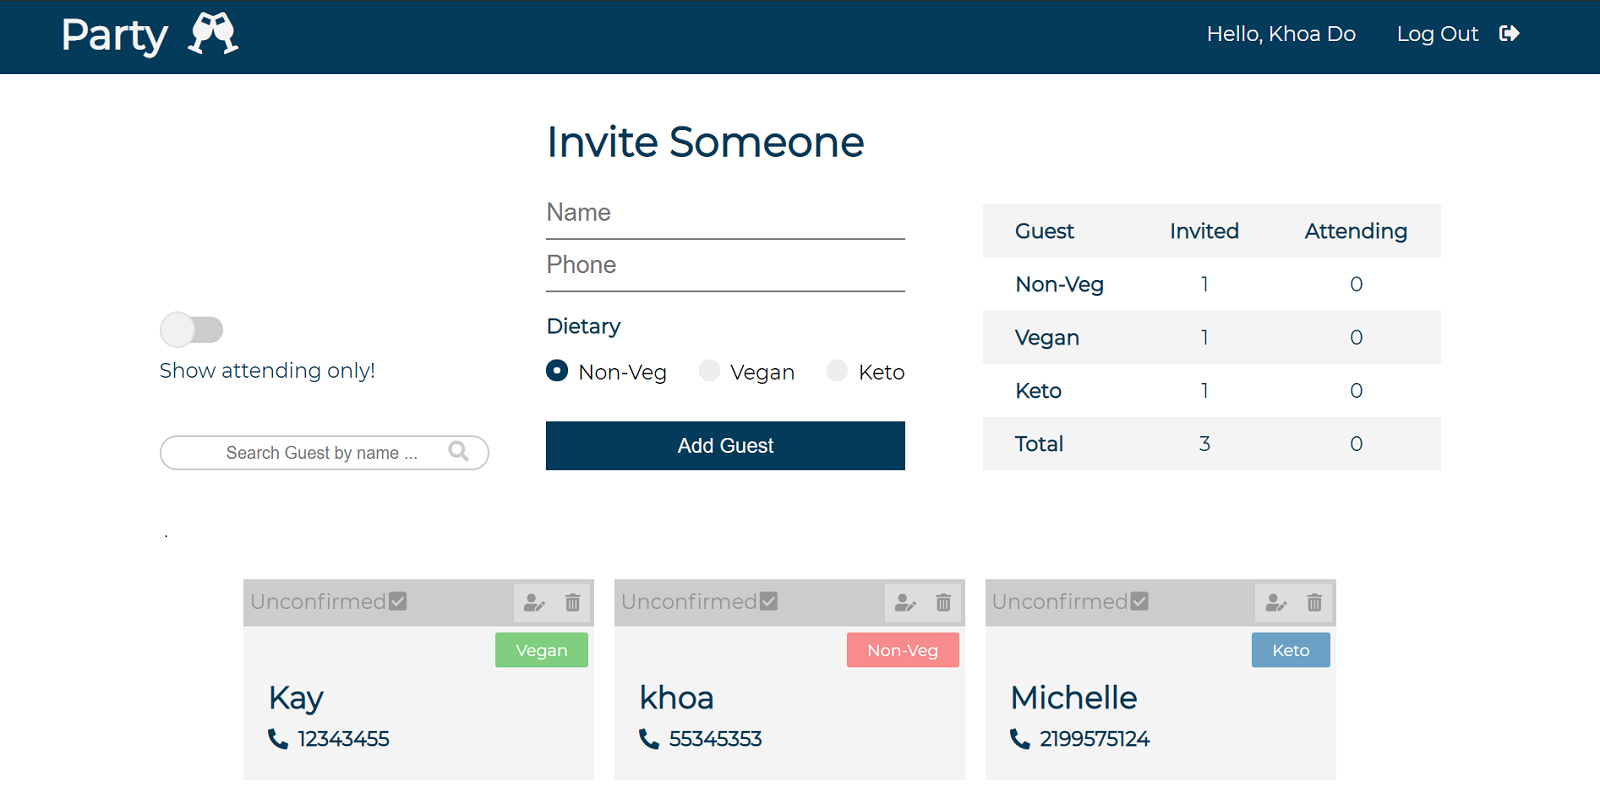 Party
Hello, Khoa Do
Log Out
Invite Someone
Name
Phone
Dietary
Non-Veg Vegan Keto
Add Guest
Show attending only!
Search Guest by name ...
Guest Invited Attending
Non-Veg 1 0
Vegan 1 0
Keto 1 0
Total 3 0
.
Unconfirmed
Vegan
Kay
12343455
Unconfirmed
Non-Veg
khoa
55345353
Unconfirmed
Keto
Michelle
2199575124